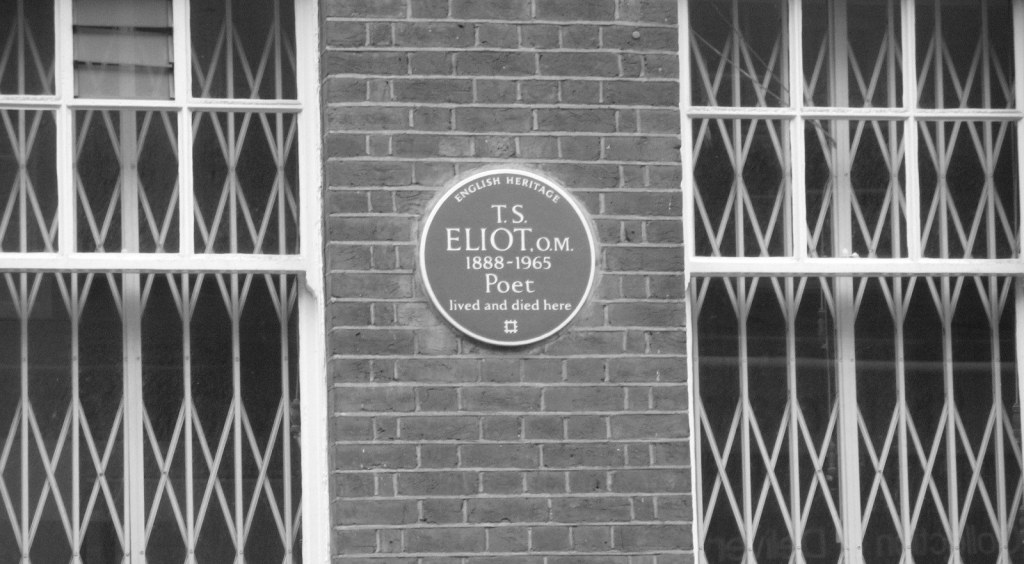 ENGLISH HERITAGE
T. S.
ELIOT, O.M.
1888-1965
Poet
lived and died here